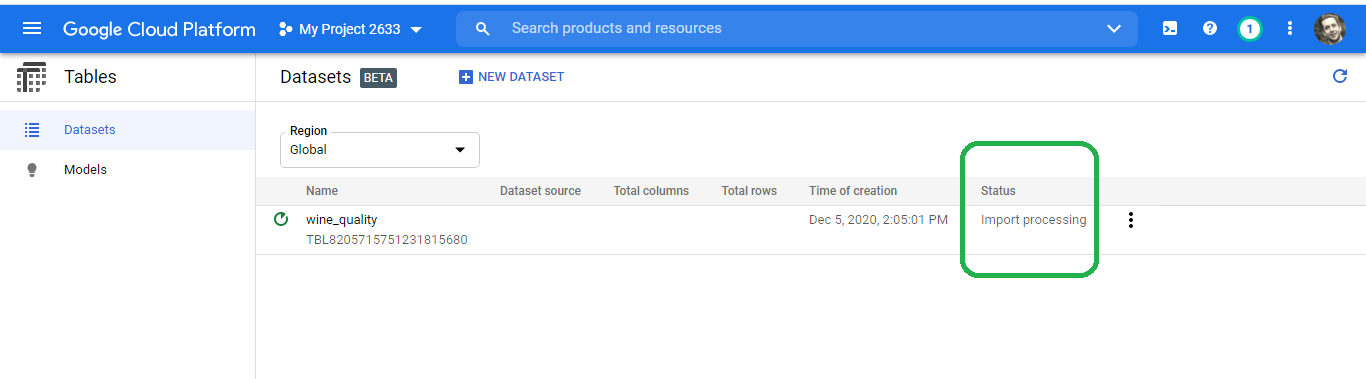 Google Cloud Platform My Project 2633 Search products and resources 1
Tables Datasets BETA NEW DATASET
Datasets
Models
Region
Global
Name Dataset source Total columns Total rows Time of creation Status
wine_quality Dec 5, 2020, 2:05:01 PM Import processing
TBL8205715751231815680